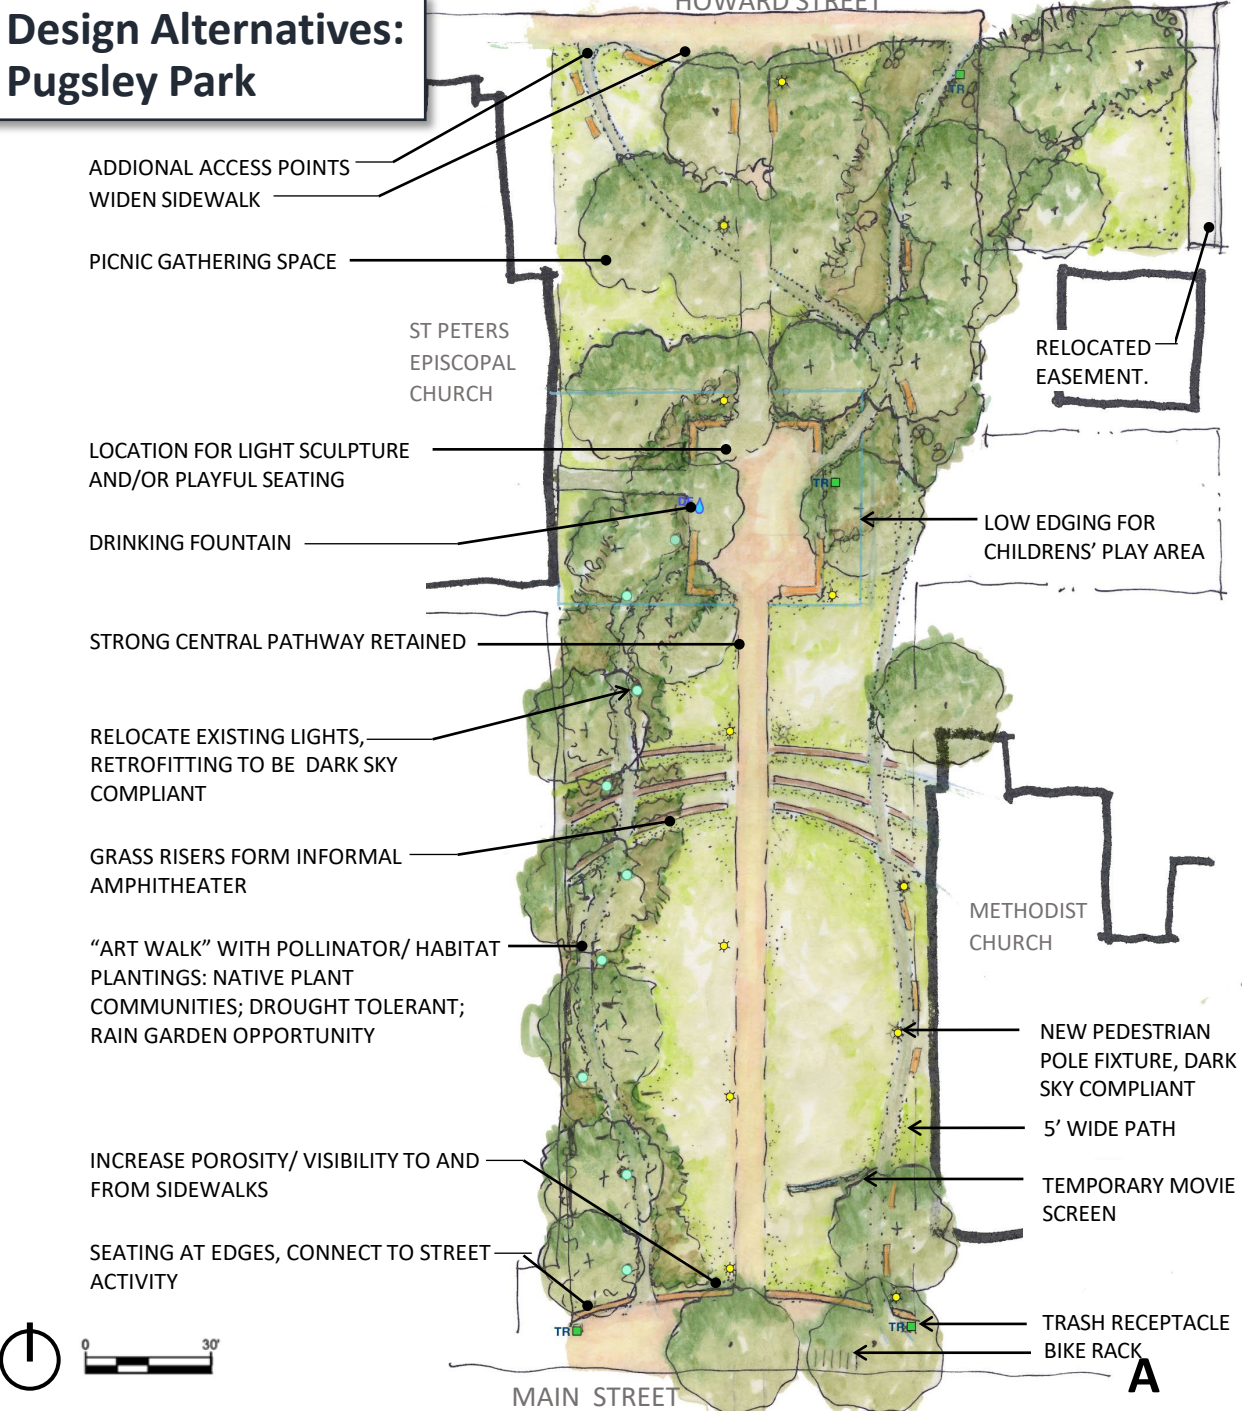 HOWARD STREET
Design Alternatives:
Pugsley Park
ADDIONAL ACCESS POINTS
WIDEN SIDEWALK
PICNIC GATHERING SPACE
ST PETERS
EPISCOPAL
CHURCH
LOCATION FOR LIGHT SCULPTURE
AND/OR PLAYFUL SEATING
DRINKING FOUNTAIN
STRONG CENTRAL PATHWAY RETAINED
RELOCATE EXISTING LIGHTS,
RETROFITTING TO BE DARK SKY
COMPLIANT
GRASS RISERS FORM INFORMAL
AMPHITHEATER
“ART WALK” WITH POLLINATOR/ HABITAT
PLANTINGS: NATIVE PLANT
COMMUNITIES; DROUGHT TOLERANT;
RAIN GARDEN OPPORTUNITY
INCREASE POROSITY/ VISIBILITY TO AND
FROM SIDEWALKS
SEATING AT EDGES, CONNECT TO STREET
ACTIVITY
TR
RELOCATED
EASEMENT.
TR
DF
LOW EDGING FOR
CHILDRENS’ PLAY AREA
METHODIST
CHURCH
NEW PEDESTRIAN
POLE FIXTURE, DARK
SKY COMPLIANT
5’ WIDE PATH
TEMPORARY MOVIE
SCREEN
TRASH RECEPTACLE
BIKE RACK
TR
TR
0 30'
MAIN STREET
A